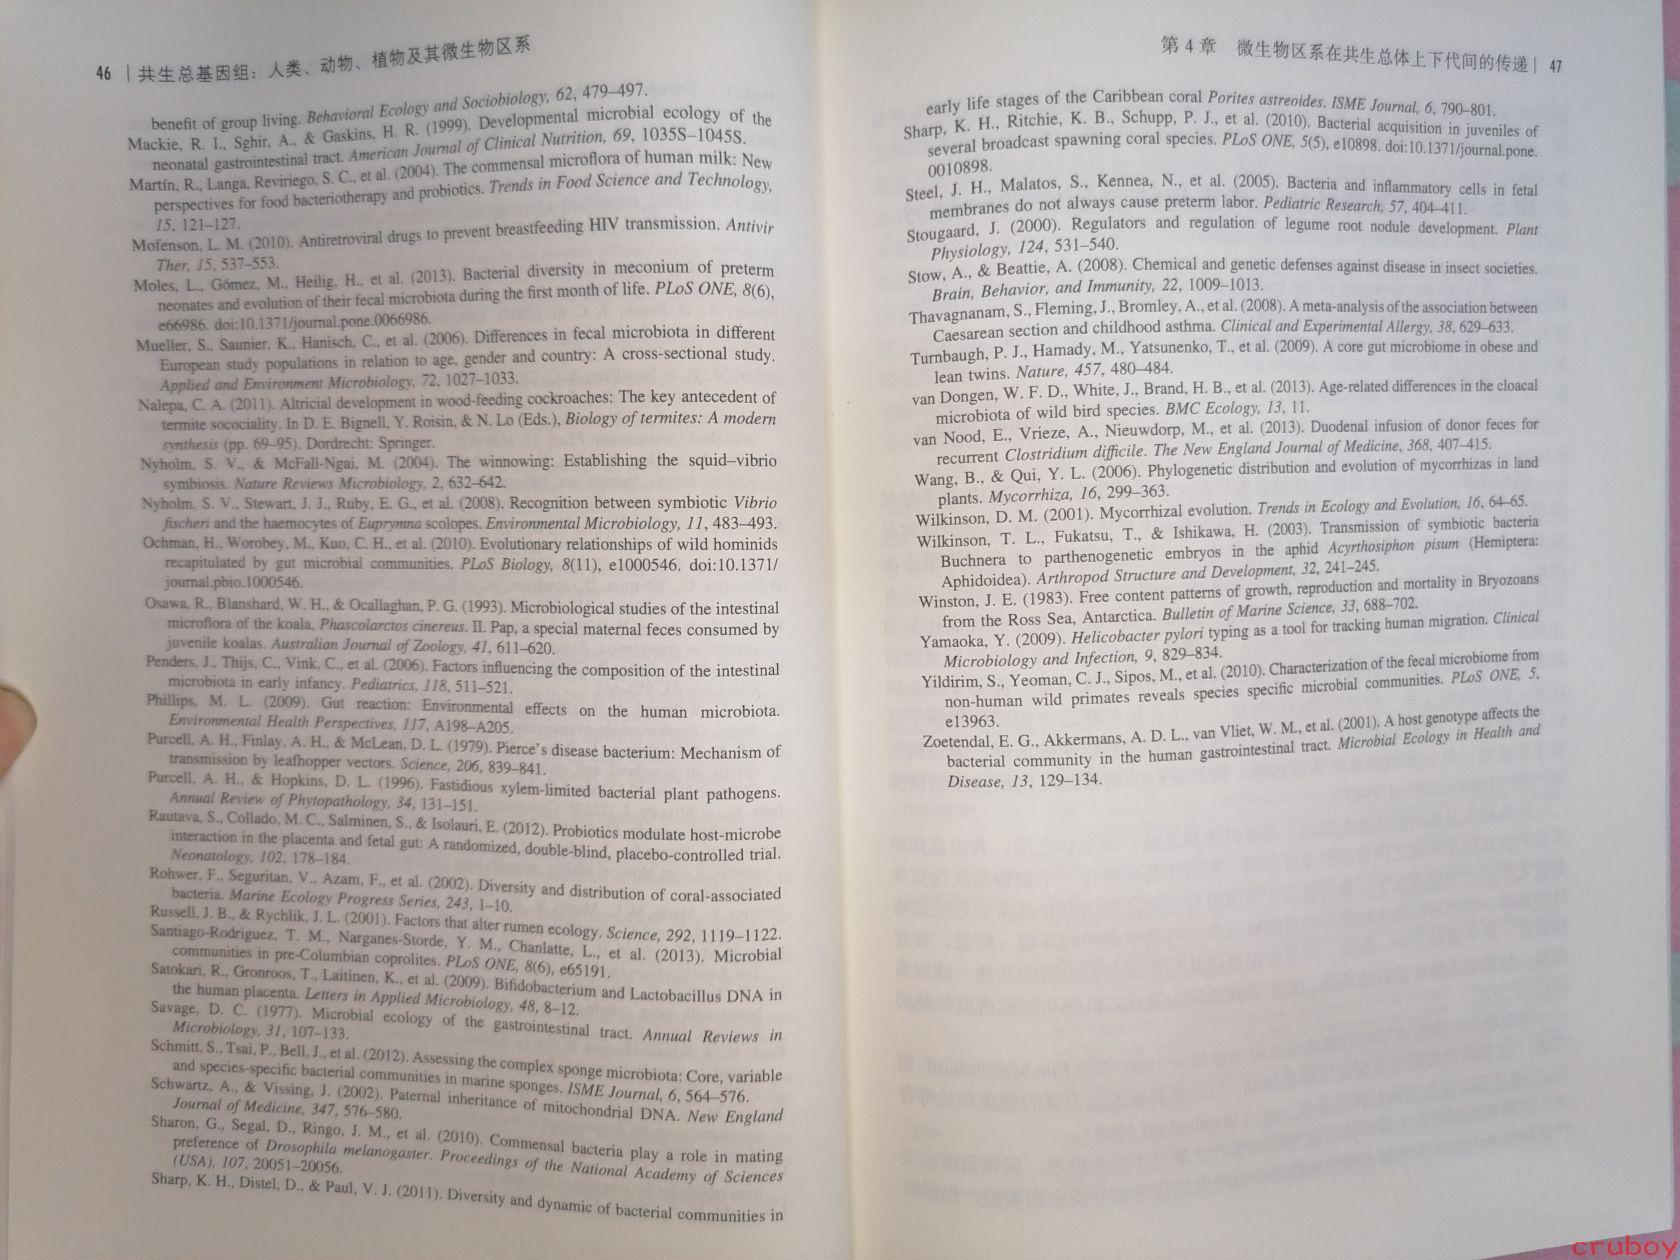 46 | 共生总基因组：人类、动物、植物及其微生物区系
benefit of group living. Behavioral Ecology and Sociobiology, 62, 479–497.
Mackie, R. I., Sghir, A., & Gaskins, H. R. (1999). Developmental microbial ecology of the
neonatal gastrointestinal tract. American Journal of Clinical Nutrition, 69, 1035S–1045S.
Martín, R., Langa, Reviriego, S. C., et al. (2004). The commensal microflora of human milk: New
perspectives for food bacteriotherapy and probiotics. Trends in Food Science and Technology,
15, 121–127.
Mofenson, L. M. (2010). Antiretroviral drugs to prevent breastfeeding HIV transmission. Antivir
Ther, 15, 537–553.
Moles, L., Gómez, M., Heilig, H., et al. (2013). Bacterial diversity in meconium of preterm
neonates and evolution of their fecal microbiota during the first month of life. PLoS ONE, 8(6),
e66986. doi:10.1371/journal.pone.0066986.
Mueller, S., Saunier, K., Hanisch, C., et al. (2006). Differences in fecal microbiota in different
European study populations in relation to age, gender and country: A cross-sectional study.
Applied and Environment Microbiology, 72, 1027–1033.
Nalepa, C. A. (2011). Altricial development in wood-feeding cockroaches: The key antecedent of
termite socociality. In D. E. Bignell, Y. Roisin, & N. Lo (Eds.), Biology of termites: A modern
synthesis (pp. 69–95). Dordrecht: Springer.
Nyholm, S. V., & McFall-Ngai, M. (2004). The winnowing: Establishing the squid–vibrio
symbiosis. Nature Reviews Microbiology, 2, 632–642.
Nyholm, S. V., Stewart, J. J., Ruby, E. G., et al. (2008). Recognition between symbiotic Vibrio
fischeri and the haemocytes of Euprymna scolopes. Environmental Microbiology, 11, 483–493.
Ochman, H., Worobey, M., Kuo, C. H., et al. (2010). Evolutionary relationships of wild hominids
recapitulated by gut microbial communities. PLoS Biology, 8(11), e1000546. doi:10.1371/
journal.pbio.1000546.
Osawa, R., Blanshard, W. H., & Ocallaghan, P. G. (1993). Microbiological studies of the intestinal
microflora of the koala, Phascolarctos cinereus. II. Pap, a special maternal feces consumed by
juvenile koalas. Australian Journal of Zoology, 41, 611–620.
Penders, J., Thijs, C., Vink, C., et al. (2006). Factors influencing the composition of the intestinal
microbiota in early infancy. Pediatrics, 118, 511–521.
Phillips, M. L. (2009). Gut reaction: Environmental effects on the human microbiota.
Environmental Health Perspectives, 117, A198–A205.
Purcell, A. H., Finlay, A. H., & McLean, D. L. (1979). Pierce's disease bacterium: Mechanism of
transmission by leafhopper vectors. Science, 206, 839–841.
Purcell, A. H., & Hopkins, D. L. (1996). Fastidious xylem-limited bacterial plant pathogens.
Annual Review of Phytopathology, 34, 131–151.
Rautava, S., Collado, M. C., Salminen, S., & Isolauri, E. (2012). Probiotics modulate host-microbe
interaction in the placenta and fetal gut: A randomized, double-blind, placebo-controlled trial.
Neonatology, 102, 178–184.
Rohwer, F., Seguritan, V., Azam, F., et al. (2002). Diversity and distribution of coral-associated
bacteria. Marine Ecology Progress Series, 243, 1–10.
Russell, J. B., & Rychlik, J. L. (2001). Factors that alter rumen ecology. Science, 292, 1119–1122.
Santiago-Rodriguez, T. M., Narganes-Storde, Y. M., Chanlatte, L., et al. (2013). Microbial
communities in pre-Columbian coprolites. PLoS ONE, 8(6), e65191.
Satokari, R., Gronroos, T., Laitinen, K., et al. (2009). Bifidobacterium and Lactobacillus DNA in
the human placenta. Letters in Applied Microbiology, 48, 8–12.
Savage, D. C. (1977). Microbial ecology of the gastrointestinal tract. Annual Reviews in
Microbiology, 31, 107–133.
Schmitt, S., Tsai, P., Bell, J., et al. (2012). Assessing the complex sponge microbiota: Core, variable
and species-specific bacterial communities in marine sponges. ISME Journal, 6, 564–576.
Schwartz, A., & Vissing, J. (2002). Paternal inheritance of mitochondrial DNA. New England
Journal of Medicine, 347, 576–580.
Sharon, G., Segal, D., Ringo, J. M., et al. (2010). Commensal bacteria play a role in mating
preference of Drosophila melanogaster. Proceedings of the National Academy of Sciences
(USA), 107, 20051–20056.
Sharp, K. H., Distel, D., & Paul, V. J. (2011). Diversity and dynamic of bacterial communities in
第 4 章 微生物区系在共生总体上下代间的传递 | 47
early life stages of the Caribbean coral Porites astreoides. ISME Journal, 6, 790–801.
Sharp, K. H., Ritchie, K. B., Schupp, P. J., et al. (2010). Bacterial acquisition in juveniles of
several broadcast spawning coral species. PLoS ONE, 5(5), e10898. doi:10.1371/journal.pone.
0010898.
Steel, J. H., Malatos, S., Kennea, N., et al. (2005). Bacteria and inflammatory cells in fetal
membranes do not always cause preterm labor. Pediatric Research, 57, 404–411.
Stougaard, J. (2000). Regulators and regulation of legume root nodule development. Plant
Physiology, 124, 531–540.
Stow, A., & Beattie, A. (2008). Chemical and genetic defenses against disease in insect societies.
Brain, Behavior, and Immunity, 22, 1009–1013.
Thavagnanam, S., Fleming, J., Bromley, A., et al. (2008). A meta-analysis of the association between
Caesarean section and childhood asthma. Clinical and Experimental Allergy, 38, 629–633.
Turnbaugh, P. J., Hamady, M., Yatsunenko, T., et al. (2009). A core gut microbiome in obese and
lean twins. Nature, 457, 480–484.
van Dongen, W. F. D., White, J., Brand, H. B., et al. (2013). Age-related differences in the cloacal
microbiota of wild bird species. BMC Ecology, 13, 11.
van Nood, E., Vrieze, A., Nieuwdorp, M., et al. (2013). Duodenal infusion of donor feces for
recurrent Clostridium difficile. The New England Journal of Medicine, 368, 407–415.
Wang, B., & Qui, Y. L. (2006). Phylogenetic distribution and evolution of mycorrhizas in land
plants. Mycorrhiza, 16, 299–363.
Wilkinson, D. M. (2001). Mycorrhizal evolution. Trends in Ecology and Evolution, 16, 64–65.
Wilkinson, T. L., Fukatsu, T., & Ishikawa, H. (2003). Transmission of symbiotic bacteria
Buchnera to parthenogenetic embryos in the aphid Acyrthosiphon pisum (Hemiptera:
Aphidoidea). Arthropod Structure and Development, 32, 241–245.
Winston, J. E. (1983). Free content patterns of growth, reproduction and mortality in Bryozoans
from the Ross Sea, Antarctica. Bulletin of Marine Science, 33, 688–702.
Yamaoka, Y. (2009). Helicobacter pylori typing as a tool for tracking human migration. Clinical
Microbiology and Infection, 9, 829–834.
Yildirim, S., Yeoman, C. J., Sipos, M., et al. (2010). Characterization of the fecal microbiome from
non-human wild primates reveals species specific microbial communities. PLoS ONE, 5,
e13963.
Zoetendal, E. G., Akkermans, A. D. L., van Vliet, W. M., et al. (2001). A host genotype affects the
bacterial community in the human gastrointestinal tract. Microbial Ecology in Health and
Disease, 13, 129–134.
cruboy